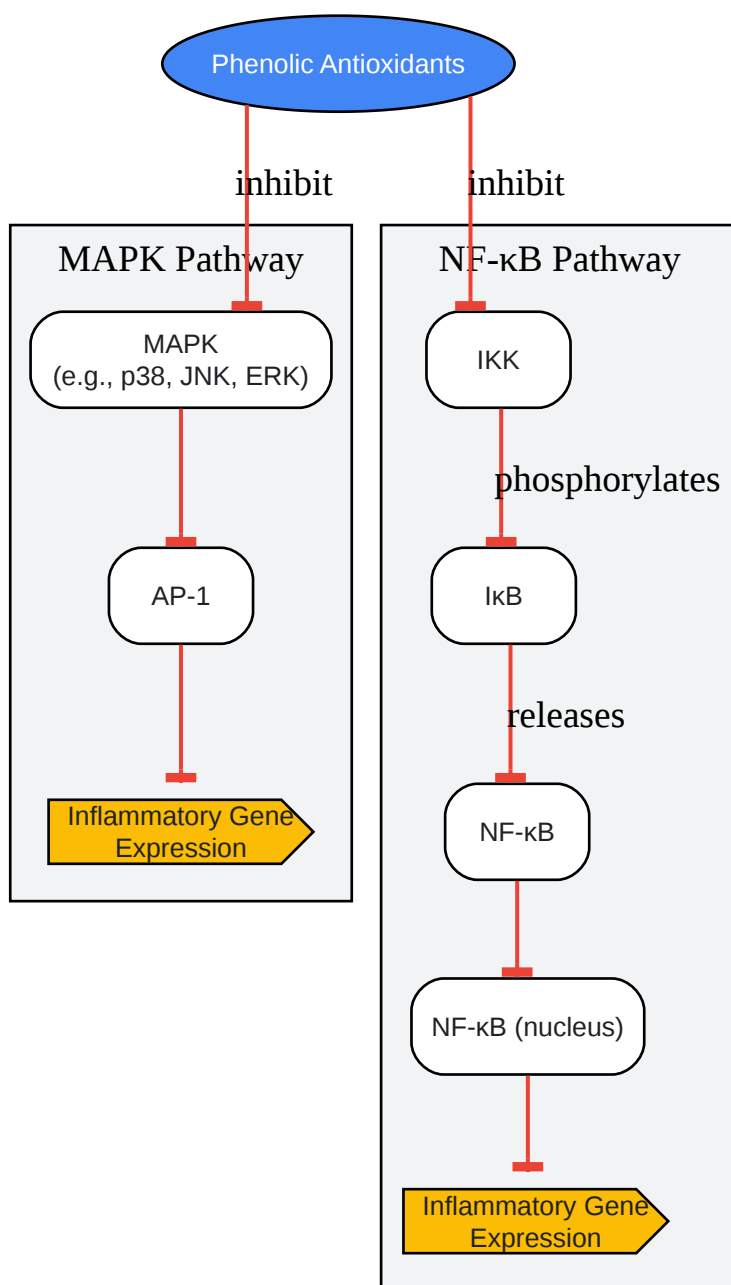 Phenolic Antioxidants
inhibit
inhibit
MAPK Pathway
MAPK
(e.g., p38, JNK, ERK)
AP-1
Inflammatory Gene
Expression
NF-κB Pathway
IKK
phosphorylates
IκB
releases
NF-κB
NF-κB (nucleus)
Inflammatory Gene
Expression